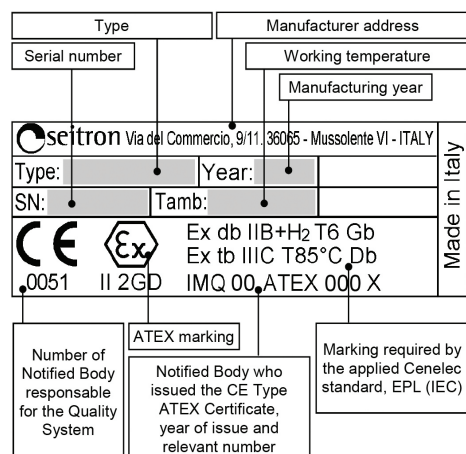 Type
Manufacturer address
Serial number
Working temperature
Manufacturing year
seitron Via del Commercio, 9/11. 36065 - Mussolente VI - ITALY
Type:
Year:
SN:
Tamb:
Made in Italy
CE
Ex
Ex db IIB+H2 T6 Gb
Ex tb IIIC T85°C Db
0051
II 2GD
IMQ 00 ATEX 000 X
Number of
Notified Body
responsable
for the Quality
System
ATEX marking
Notified Body who
issued the CE Type
ATEX Certificate,
year of issue and
relevant number
Marking required by
the applied Cenelec
standard, EPL (IEC)